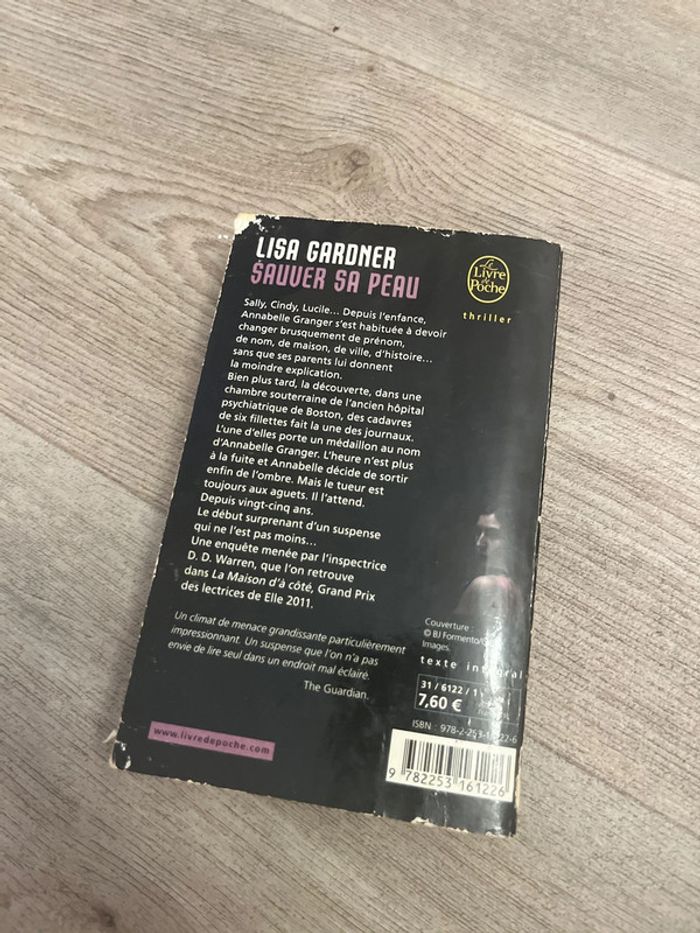 LISA GARDNER
SAUVER SA PEAU
Le
Livre
de
Poche
thriller
Sally, Cindy, Lucile... Depuis l'enfance,
Annabelle Granger s'est habituée à devoir
changer brusquement de prénom,
de nom, de maison, de ville, d'histoire...
sans que ses parents lui donnent
la moindre explication.
Bien plus tard, la découverte, dans une
chambre souterraine de l'ancien hôpital
psychiatrique de Boston, des cadavres
de six fillettes fait la une des journaux.
L'une d'elles porte un médaillon au nom
d'Annabelle Granger. L'heure n'est plus
à la fuite et Annabelle décide de sortir
enfin de l'ombre. Mais le tueur est
toujours aux aguets. Il l'attend.
Depuis vingt-cinq ans.
Le début surprenant d'un suspense
qui ne l'est pas moins...
Une enquête menée par l'inspectrice
D. D. Warren, que l'on retrouve
dans La Maison d'à côté, Grand Prix
des lectrices de Elle 2011.
Un climat de menace grandissante particulièrement
impressionnant. Un suspense que l'on n'a pas
envie de lire seul dans un endroit mal éclairé.
The Guardian.
Couverture :
© BJ Formento/
Images.
texte intégral
31 / 6122 / 1
7,60 €
ISBN : 978-2-253-
www.livredepoche.com
9 782253 161226